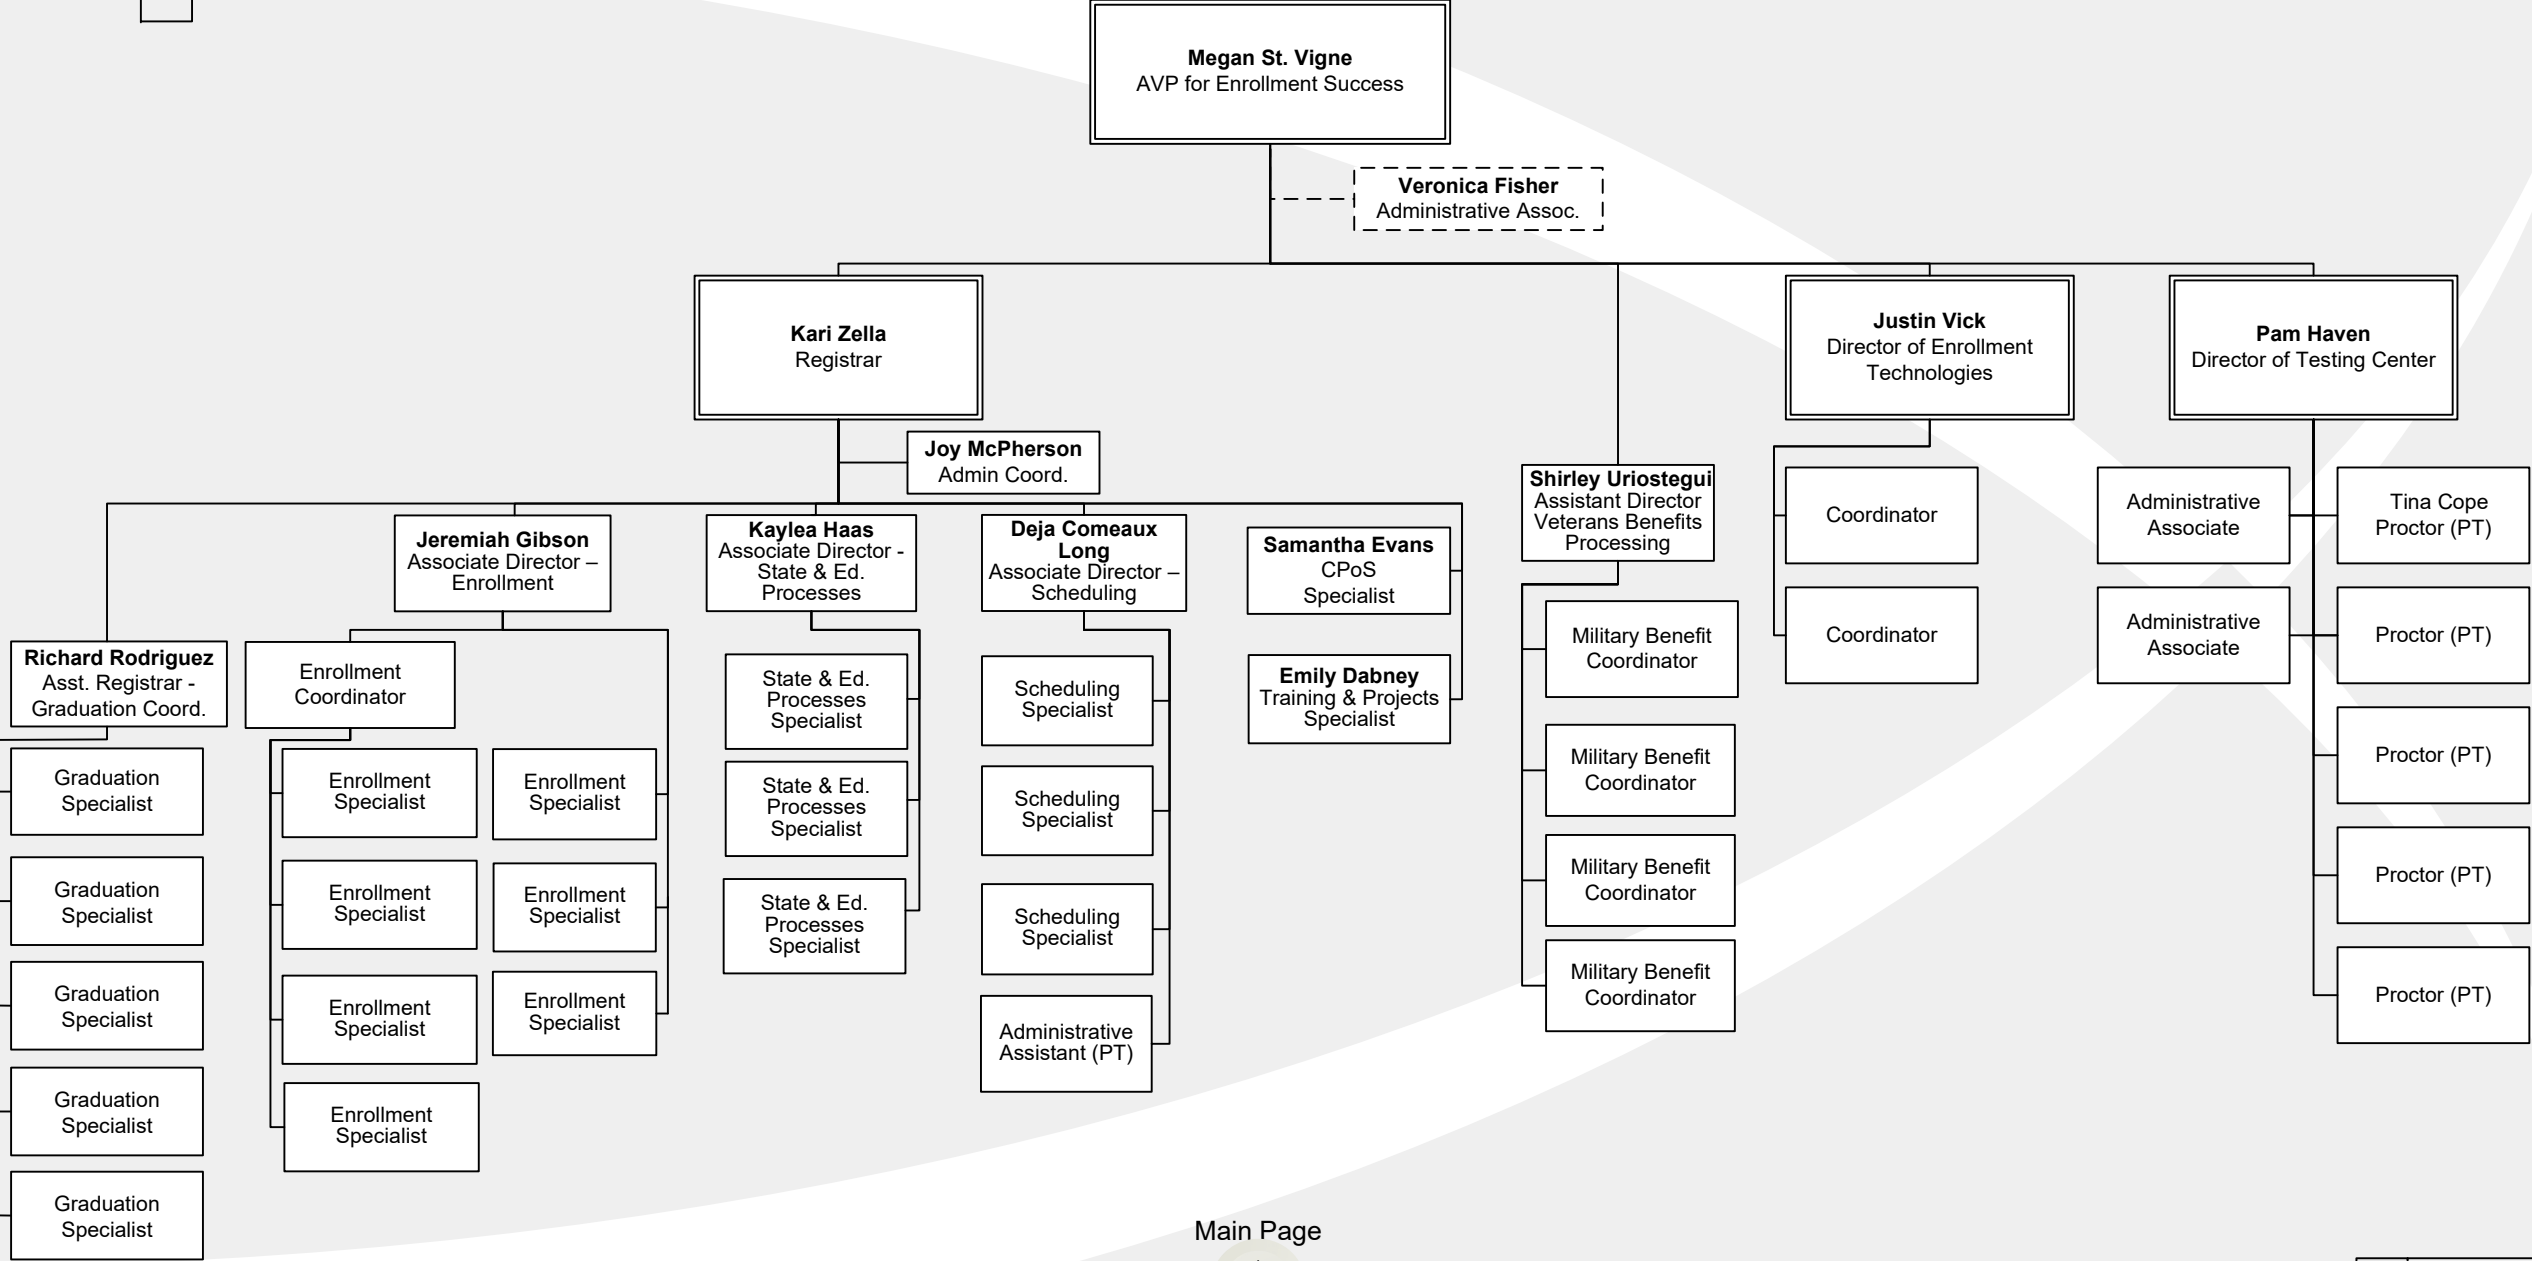 Megan St. Vigne
AVP for Enrollment Success
Veronica Fisher
Administrative Assoc.
Kari Zella
Registrar
Justin Vick
Director of Enrollment
Technologies
Pam Haven
Director of Testing Center
Joy McPherson
Admin Coord.
Richard Rodriguez
Asst. Registrar -
Graduation Coord.
Graduation
Specialist
Graduation
Specialist
Graduation
Specialist
Graduation
Specialist
Graduation
Specialist
Jeremiah Gibson
Associate Director –
Enrollment
Enrollment
Coordinator
Enrollment
Specialist
Enrollment
Specialist
Enrollment
Specialist
Enrollment
Specialist
Enrollment
Specialist
Enrollment
Specialist
Enrollment
Specialist
Kaylea Haas
Associate Director -
State & Ed.
Processes
State & Ed.
Processes
Specialist
State & Ed.
Processes
Specialist
State & Ed.
Processes
Specialist
Deja Comeaux
Long
Associate Director –
Scheduling
Scheduling
Specialist
Scheduling
Specialist
Scheduling
Specialist
Administrative
Assistant (PT)
Samantha Evans
CPoS
Specialist
Emily Dabney
Training & Projects
Specialist
Shirley Uriostegui
Assistant Director
Veterans Benefits
Processing
Military Benefit
Coordinator
Military Benefit
Coordinator
Military Benefit
Coordinator
Military Benefit
Coordinator
Coordinator
Coordinator
Administrative
Associate
Administrative
Associate
Tina Cope
Proctor (PT)
Proctor (PT)
Proctor (PT)
Proctor (PT)
Proctor (PT)
Main Page